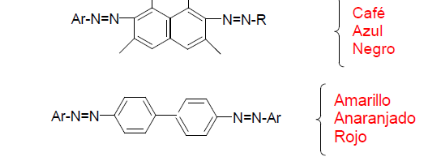 Ar-N=N N=N-R
Café
Azul
Negro
Ar-N=N N=N-Ar
Amarillo
Anaranjado
Rojo